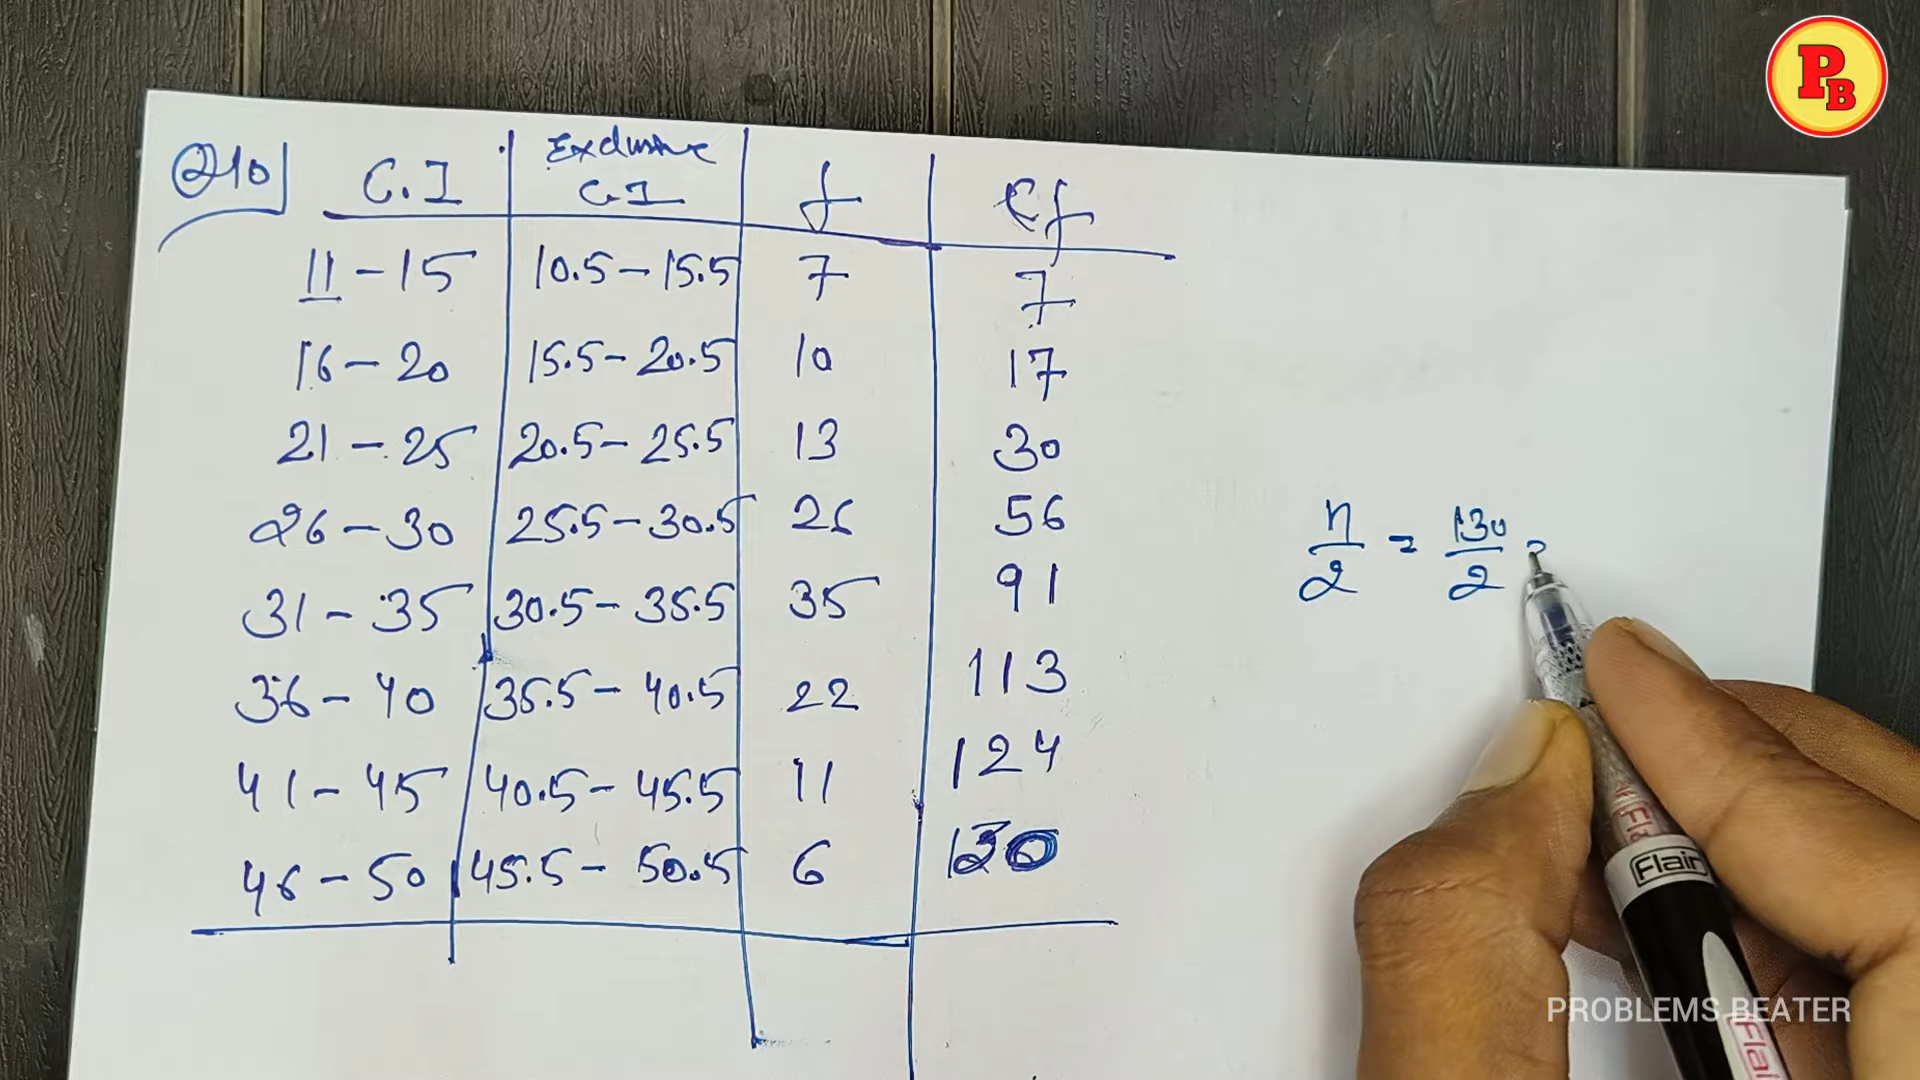 PB
Q10 C.I Exclusive C.I f Cf
11-15 10.5-15.5 7 7
16-20 15.5-20.5 10 17
21-25 20.5-25.5 13 30
26-30 25.5-30.5 26 56
31-35 30.5-35.5 35 91
36-40 35.5-40.5 22 113
41-45 40.5-45.5 11 124
46-50 45.5-50.5 6 130
n/2 = 130/2 =
Flair
PROBLEMS BEATER
Flai